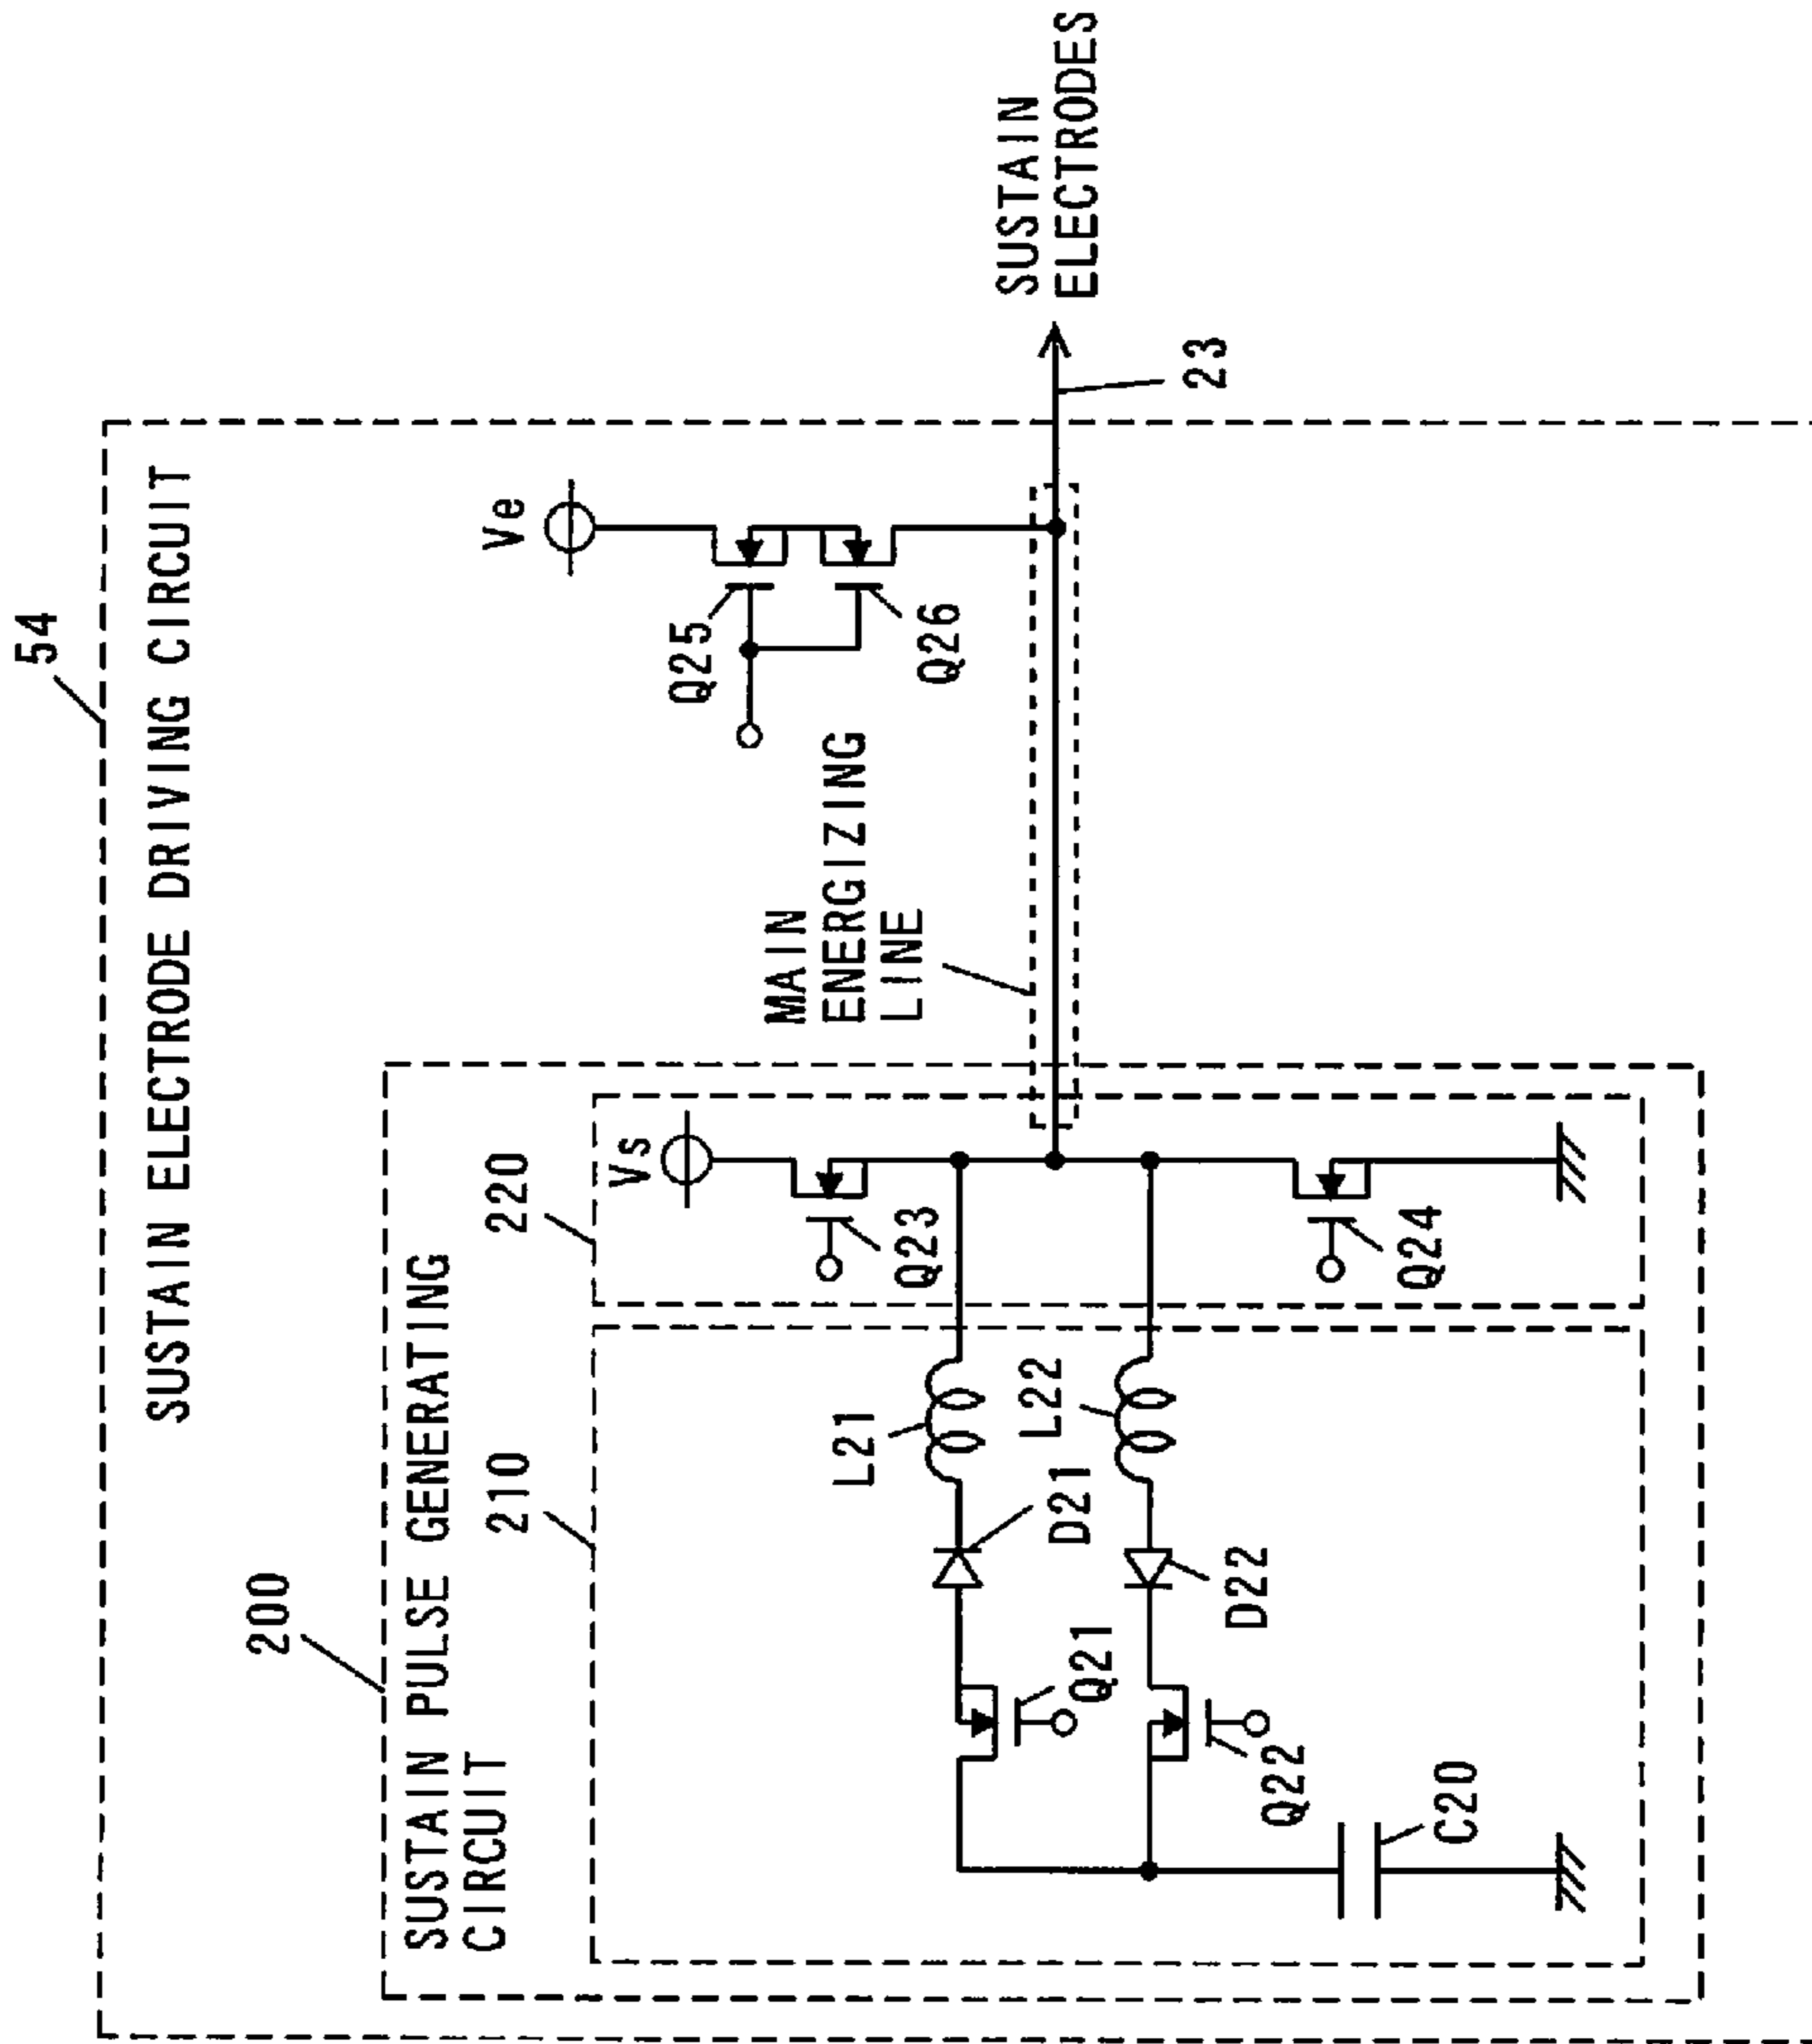 54
SUSTAIN ELECTRODE DRIVING CIRCUIT
200
SUSTAIN PULSE GENERATING
CIRCUIT
210
220
Vs
Ve
Q25
Q26
MAIN
ENERGIZING
LINE
SUSTAIN
ELECTRODES
23
Q23
L21
L22
D21
Q21
D22
Q22
Q24
C20